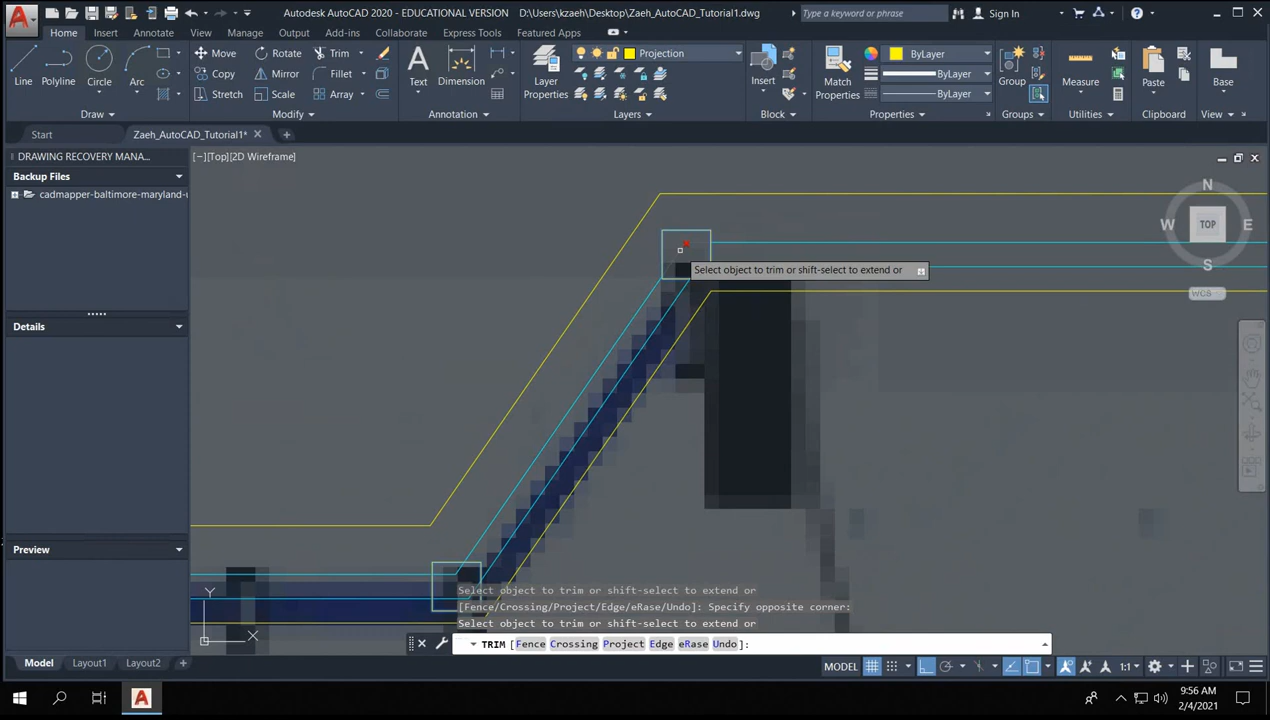 Autodesk AutoCAD 2020 - EDUCATIONAL VERSION D:\Users\kzaeh\Desktop\Zaeh_AutoCAD_Tutorial1.dwg Type a keyword or phrase Sign In
Home Insert Annotate View Manage Output Add-ins Collaborate Express Tools Featured Apps
Line Polyline Circle Arc
Move Rotate Trim
Copy Mirror Fillet
Stretch Scale Array
Text Dimension
Layer Properties
Projection
Insert
Match Properties
ByLayer
ByLayer
ByLayer
Group Measure Paste Base
Draw Modify Annotation Layers Block Properties Groups Utilities Clipboard View
Start Zaeh_AutoCAD_Tutorial1*
DRAWING RECOVERY MANA...
[−][Top][2D Wireframe]
Backup Files
cadmapper-baltimore-maryland-u
N
W TOP E
S
WCS
Select object to trim or shift-select to extend or
Details
Preview
Y
X
Select object to trim or shift-select to extend or
[Fence/Crossing/Project/Edge/eRase/Undo]: Specify opposite corner:
Select object to trim or shift-select to extend or
TRIM [Fence Crossing Project Edge eRase Undo]:
Model Layout1 Layout2 +
MODEL 1:1
9:56 AM
2/4/2021